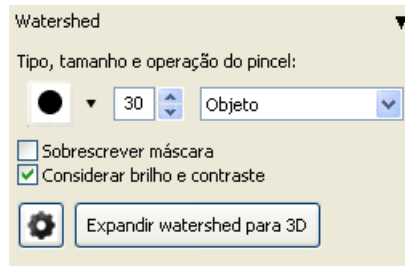 Watershed
Tipo, tamanho e operação do pincel:
30 Objeto
Sobrescrever máscara
Considerar brilho e contraste
Expandir watershed para 3D